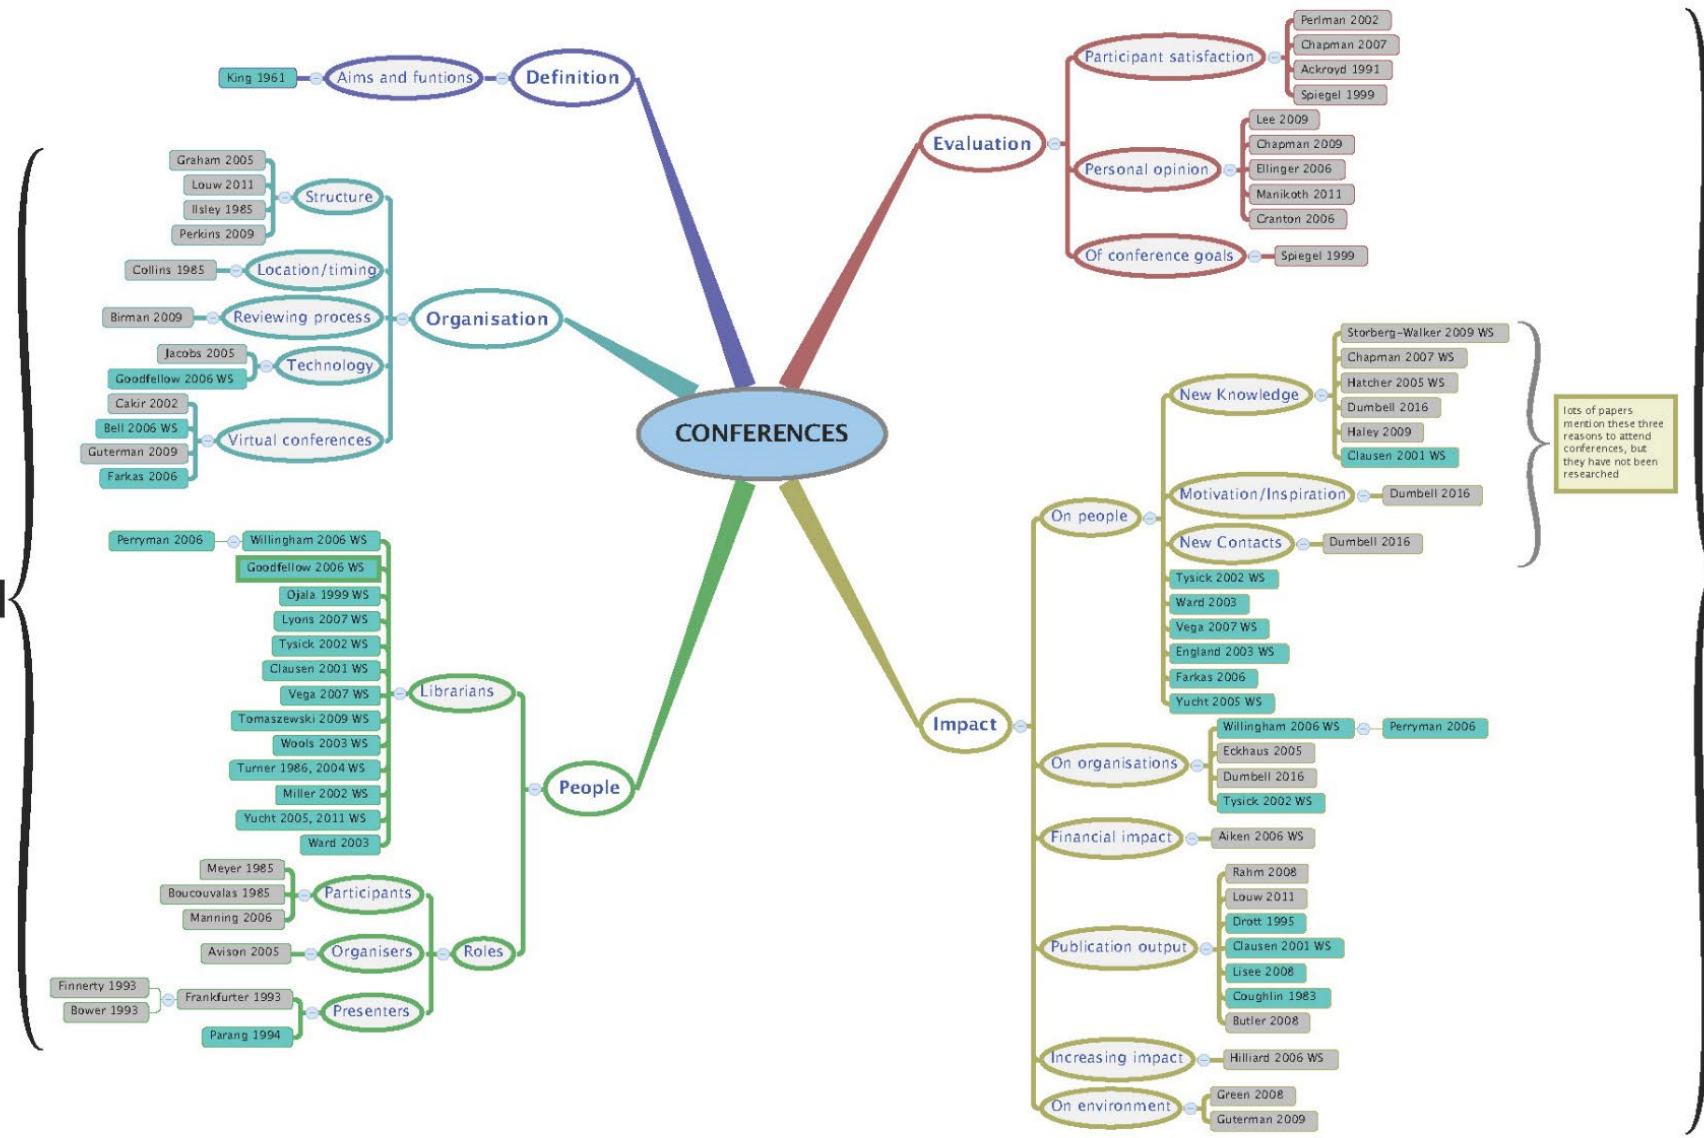 CONFERENCES
Definition
Aims and funtions
King 1961
Organisation
Structure
Graham 2005
Louw 2011
Ilsley 1985
Perkins 2009
Location/timing
Collins 1985
Reviewing process
Birman 2009
Technology
Jacobs 2005
Goodfellow 2006 WS
Virtual conferences
Cakir 2002
Bell 2006 WS
Guterman 2009
Farkas 2006
People
Librarians
Willingham 2006 WS
Perryman 2006
Goodfellow 2006 WS
Ojala 1999 WS
Lyons 2007 WS
Tysick 2002 WS
Clausen 2001 WS
Vega 2007 WS
Tomaszewski 2009 WS
Wools 2003 WS
Turner 1986, 2004 WS
Miller 2002 WS
Yucht 2005, 2011 WS
Ward 2003
Roles
Participants
Meyer 1985
Boucouvalas 1985
Manning 2006
Organisers
Avison 2005
Presenters
Frankfurter 1993
Finnerty 1993
Bower 1993
Parang 1994
Evaluation
Participant satisfaction
Perlman 2002
Chapman 2007
Ackroyd 1991
Spiegel 1999
Personal opinion
Lee 2009
Chapman 2009
Ellinger 2006
Manikoth 2011
Cranton 2006
Of conference goals
Spiegel 1999
Impact
On people
New Knowledge
Storberg-Walker 2009 WS
Chapman 2007 WS
Hatcher 2005 WS
Dumbell 2016
Haley 2009
Clausen 2001 WS
Motivation/Inspiration
Dumbell 2016
New Contacts
Dumbell 2016
lots of papers
mention these three
reasons to attend
conferences, but
they have not been
researched
Tysick 2002 WS
Ward 2003
Vega 2007 WS
England 2003 WS
Farkas 2006
Yucht 2005 WS
On organisations
Willingham 2006 WS
Perryman 2006
Eckhaus 2005
Dumbell 2016
Tysick 2002 WS
Financial impact
Aiken 2006 WS
Publication output
Rahm 2008
Louw 2011
Drott 1995
Clausen 2001 WS
Lisee 2008
Coughlin 1983
Butler 2008
Increasing impact
Hilliard 2006 WS
On environment
Green 2008
Guterman 2009